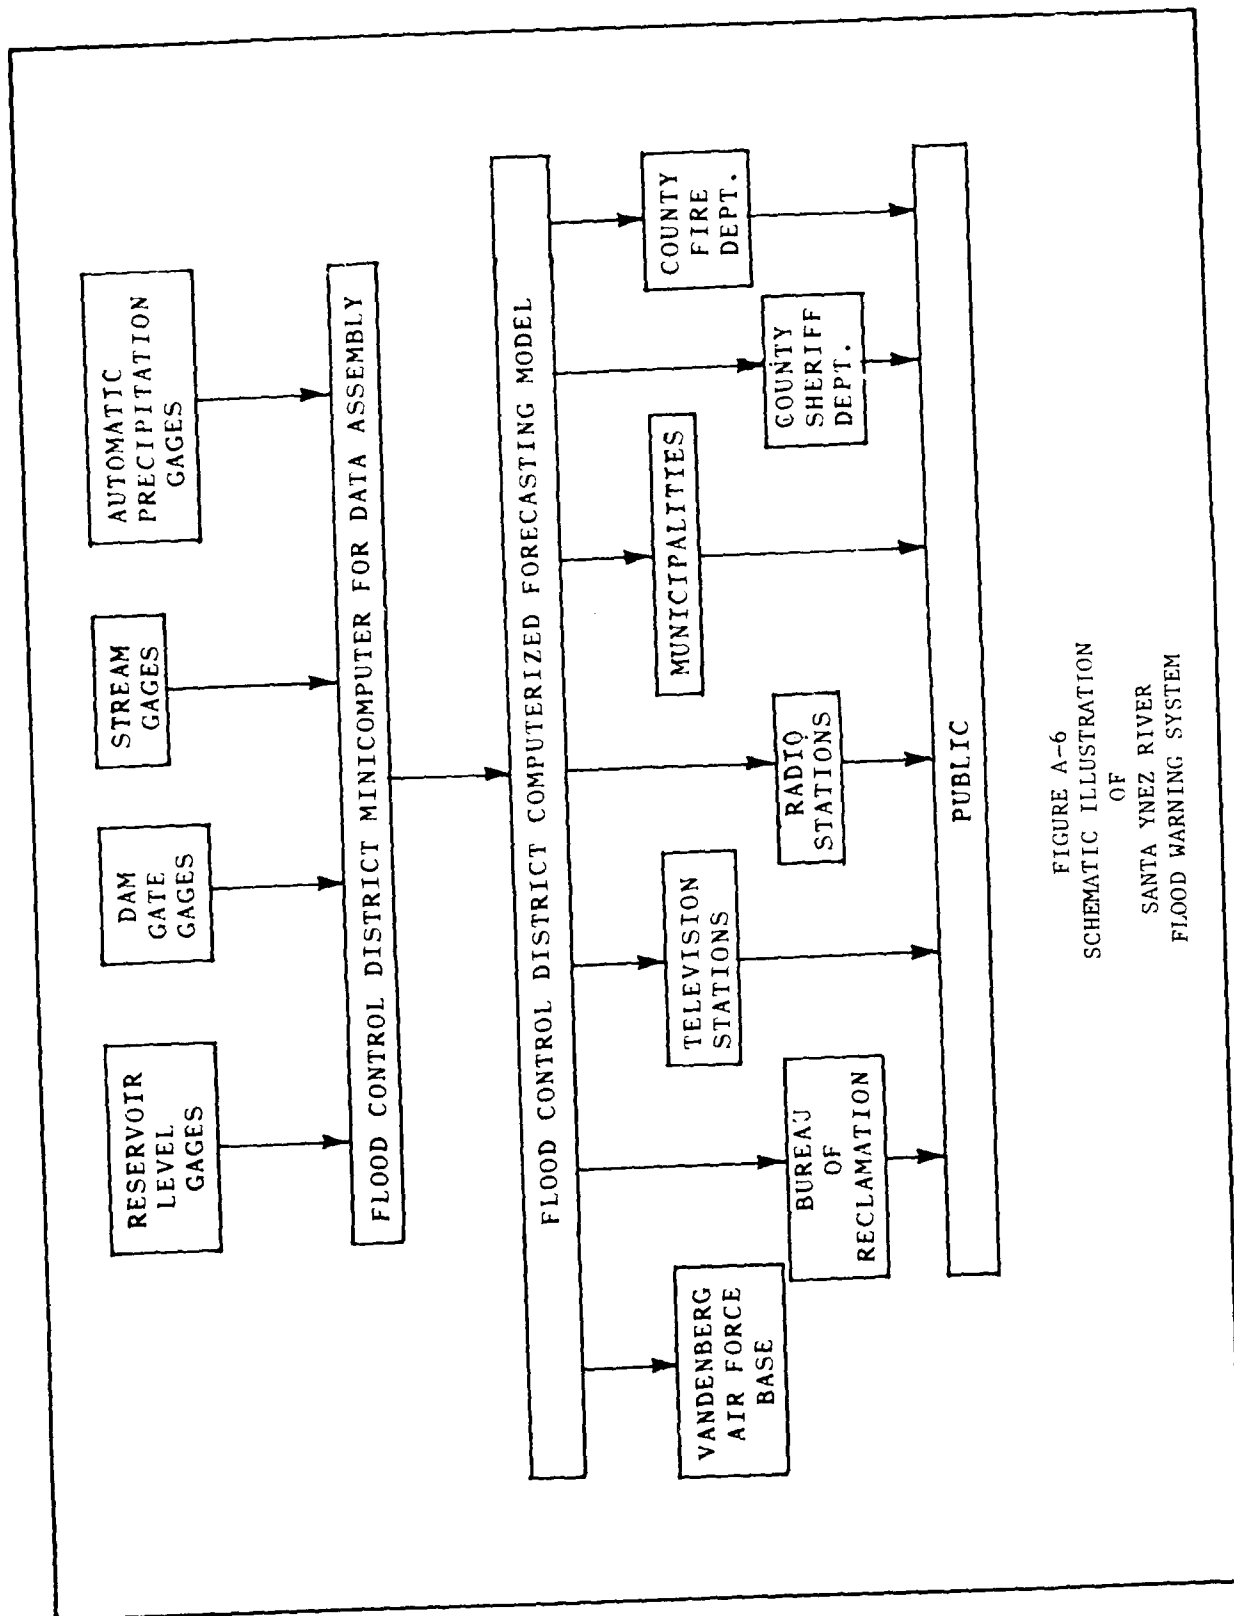 RESERVOIR
LEVEL
GAGES
DAM
GATE
GAGES
STREAM
GAGES
AUTOMATIC
PRECIPITATION
GAGES
FLOOD CONTROL DISTRICT MINICOMPUTER FOR DATA ASSEMBLY
FLOOD CONTROL DISTRICT COMPUTERIZED FORECASTING MODEL
VANDENBERG
AIR FORCE
BASE
BUREAU
OF
RECLAMATION
TELEVISION
STATIONS
RADIO
STATIONS
MUNICIPALITIES
COUNTY
SHERIFF
DEPT.
COUNTY
FIRE
DEPT.
PUBLIC
FIGURE A-6
SCHEMATIC ILLUSTRATION
OF
SANTA YNEZ RIVER
FLOOD WARNING SYSTEM